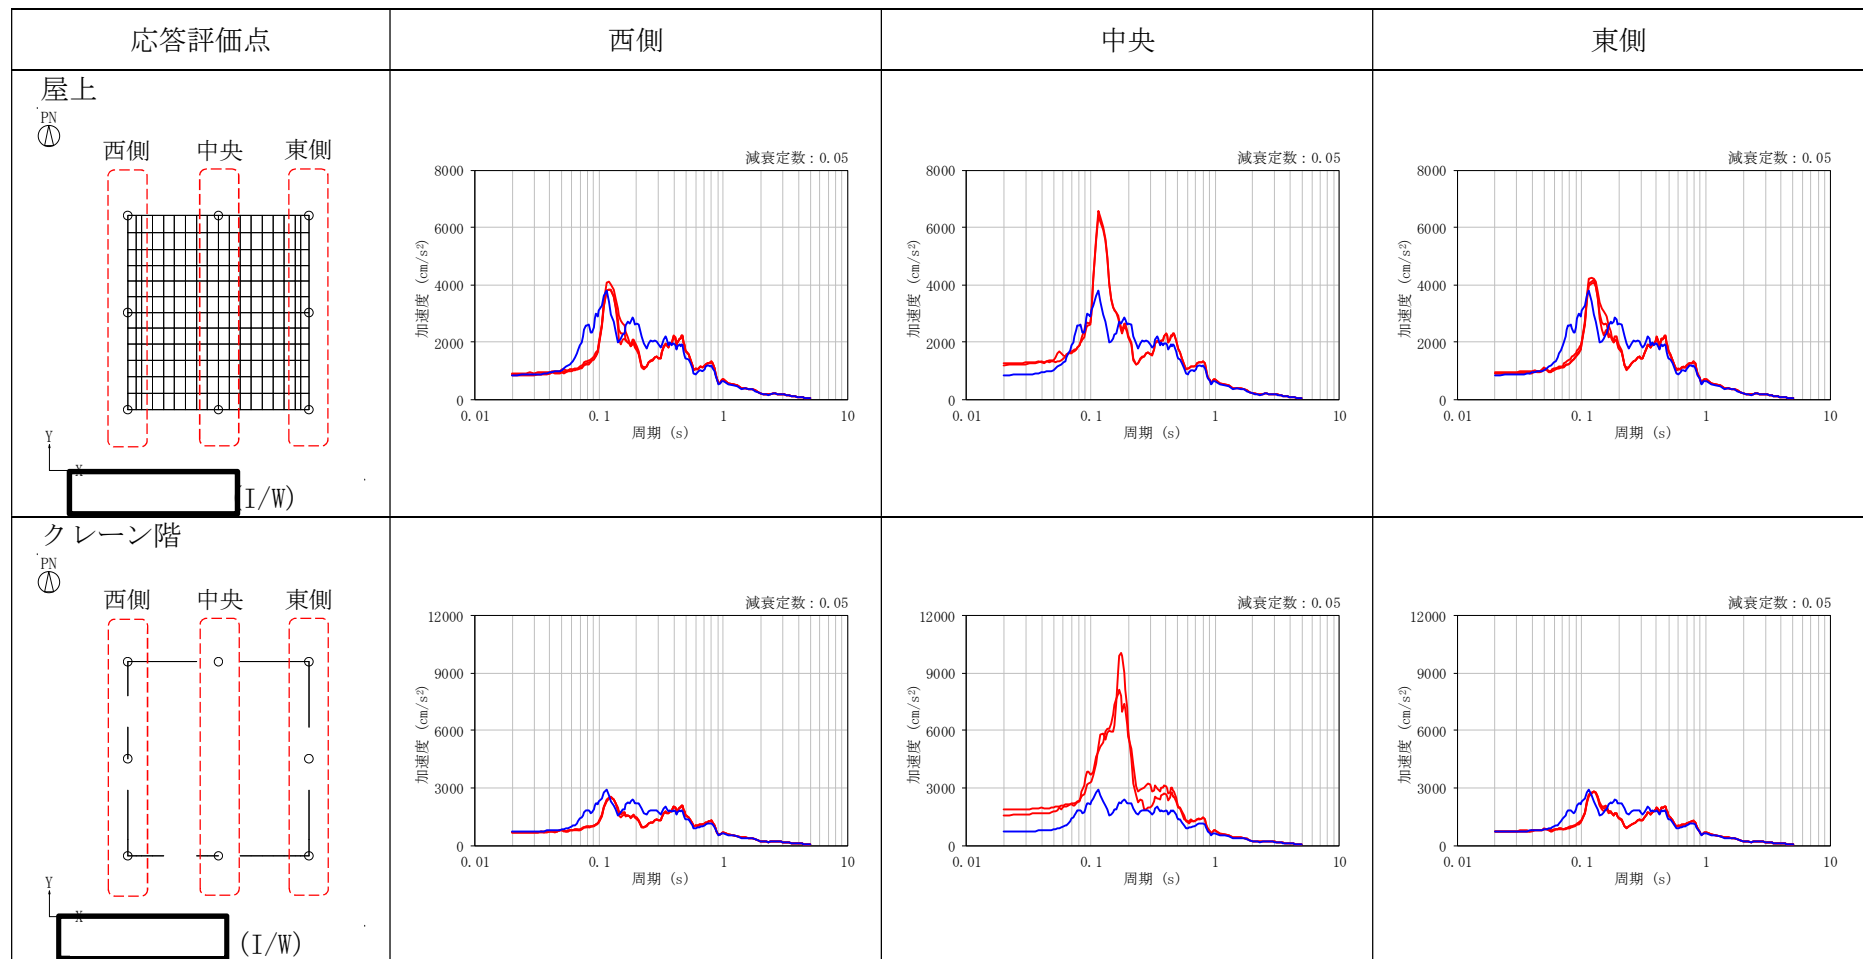 応答評価点 西側 中央 東側
屋上
PN
西側 中央 東側
Y
X
(I/W)
減衰定数 : 0.05
加速度 (cm/s²)
8000
6000
4000
2000
0
0.01 0.1 1 10
周期 (s)
減衰定数 : 0.05
加速度 (cm/s²)
8000
6000
4000
2000
0
0.01 0.1 1 10
周期 (s)
減衰定数 : 0.05
加速度 (cm/s²)
8000
6000
4000
2000
0
0.01 0.1 1 10
周期 (s)
クレーン階
PN
西側 中央 東側
Y
X
(I/W)
減衰定数 : 0.05
加速度 (cm/s²)
12000
9000
6000
3000
0
0.01 0.1 1 10
周期 (s)
減衰定数 : 0.05
加速度 (cm/s²)
12000
9000
6000
3000
0
0.01 0.1 1 10
周期 (s)
減衰定数 : 0.05
加速度 (cm/s²)
12000
9000
6000
3000
0
0.01 0.1 1 10
周期 (s)